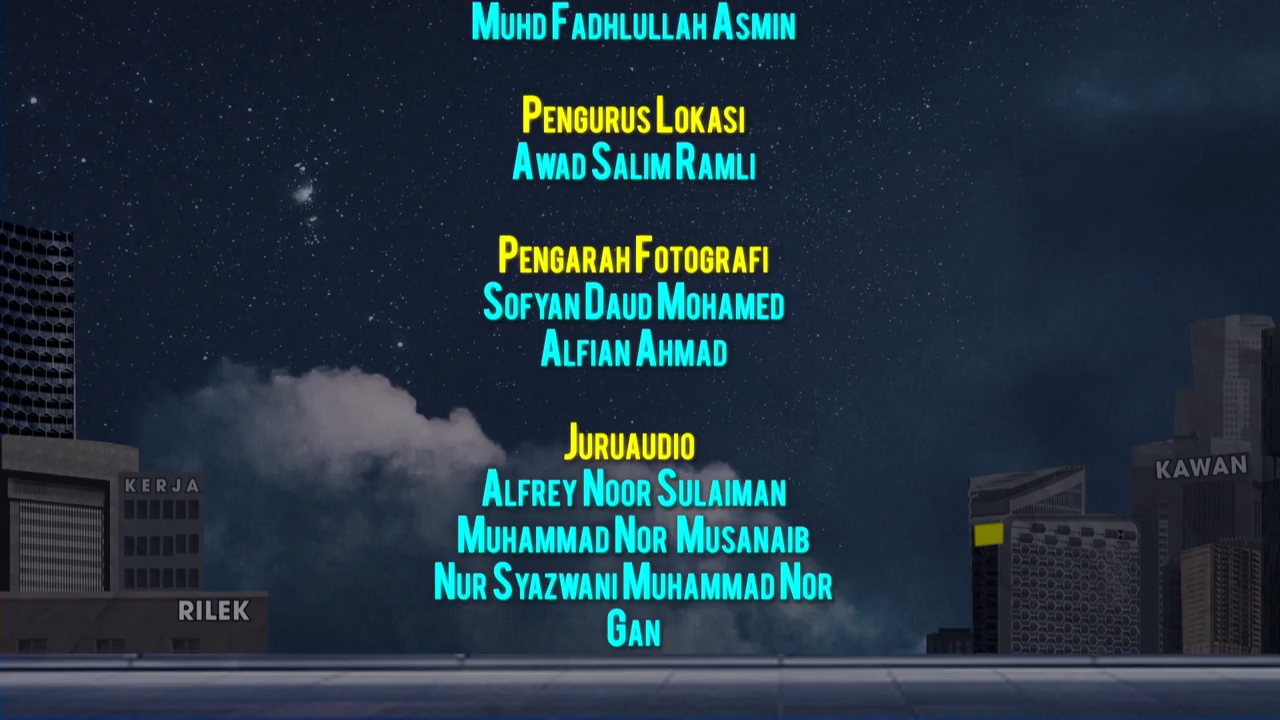 Muhd Fadhlullah Asmin
Pengurus Lokasi
Awad Salim Ramli
Pengarah Fotografi
Sofyan Daud Mohamed
Alfian Ahmad
Juruaudio
Alfrey Noor Sulaiman
Muhammad Nor Musanaib
Nur Syazwani Muhammad Nor
Gan
KERJA
RILEK
KAWAN